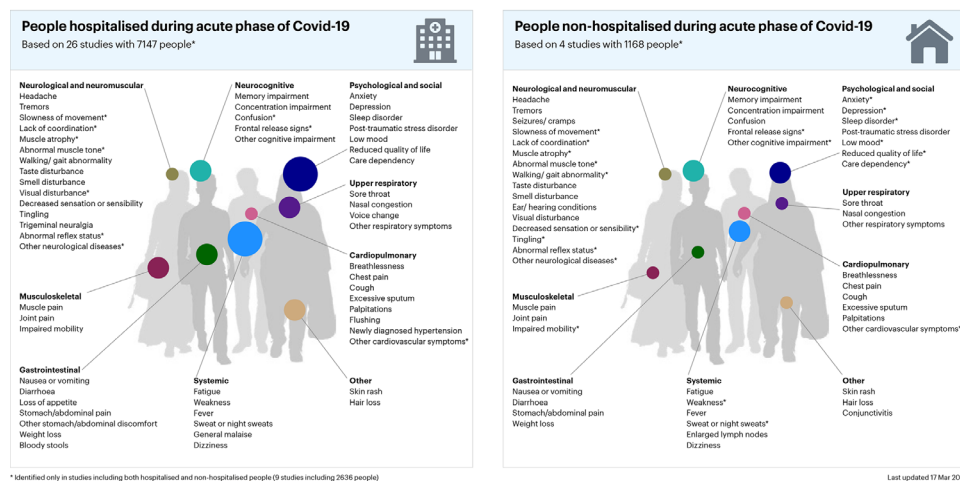 People hospitalised during acute phase of Covid-19
Based on 26 studies with 7147 people*
Neurological and neuromuscular
Headache
Tremors
Slowness of movement*
Lack of coordination*
Muscle atrophy*
Abnormal muscle tone*
Walking/ gait abnormality
Taste disturbance
Smell disturbance
Visual disturbance*
Decreased sensation or sensibility
Tingling
Trigeminal neuralgia
Abnormal reflex status*
Other neurological diseases*
Neurocognitive
Memory impairment
Concentration impairment
Confusion*
Frontal release signs*
Other cognitive impairment
Psychological and social
Anxiety
Depression
Sleep disorder
Post-traumatic stress disorder
Low mood
Reduced quality of life
Care dependency
Upper respiratory
Sore throat
Nasal congestion
Voice change
Other respiratory symptoms
Cardiopulmonary
Breathlessness
Chest pain
Cough
Excessive sputum
Palpitations
Flushing
Newly diagnosed hypertension
Other cardiovascular symptoms*
Musculoskeletal
Muscle pain
Joint pain
Impaired mobility
Gastrointestinal
Nausea or vomiting
Diarrhoea
Loss of appetite
Stomach/abdominal pain
Other stomach/abdominal discomfort
Weight loss
Bloody stools
Systemic
Fatigue
Weakness
Fever
Sweat or night sweats
General malaise
Dizziness
Other
Skin rash
Hair loss
People non-hospitalised during acute phase of Covid-19
Based on 4 studies with 1168 people*
Neurological and neuromuscular
Headache
Tremors
Seizures/ cramps
Slowness of movement*
Lack of coordination*
Muscle atrophy*
Abnormal muscle tone*
Walking/ gait abnormality*
Taste disturbance
Smell disturbance
Ear/ hearing conditions
Visual disturbance
Decreased sensation or sensibility*
Tingling*
Abnormal reflex status*
Other neurological diseases*
Neurocognitive
Memory impairment
Concentration impairment
Confusion
Frontal release signs*
Other cognitive impairment*
Psychological and social
Anxiety*
Depression*
Sleep disorder*
Post-traumatic stress disorder
Low mood*
Reduced quality of life*
Care dependency*
Upper respiratory
Sore throat
Nasal congestion
Other respiratory symptoms
Cardiopulmonary
Breathlessness
Chest pain
Cough
Excessive sputum
Palpitations
Other cardiovascular symptoms*
Musculoskeletal
Muscle pain
Joint pain
Impaired mobility*
Gastrointestinal
Nausea or vomiting
Diarrhoea
Stomach/abdominal pain
Weight loss
Systemic
Fatigue
Weakness*
Fever
Sweat or night sweats*
Enlarged lymph nodes
Dizziness
Other
Skin rash
Hair loss
Conjunctivitis
* Identified only in studies including both hospitalised and non-hospitalised people (9 studies including 2636 people)
Last updated 17 Mar 20